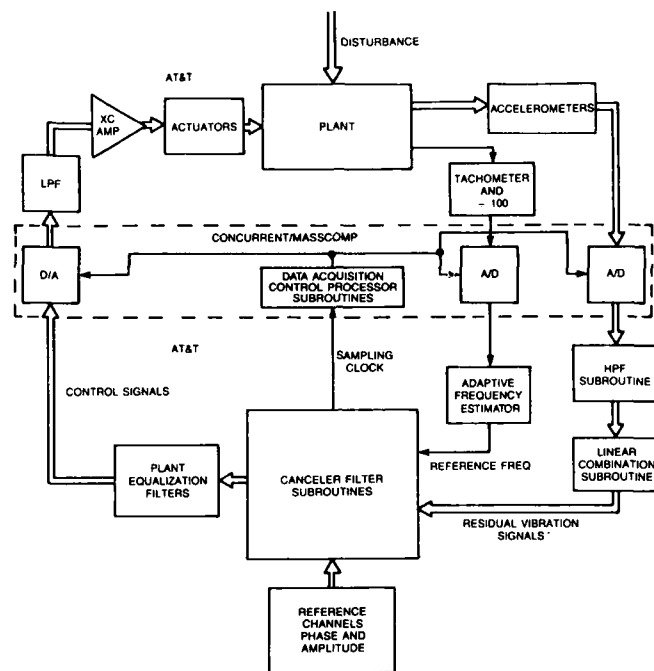 DISTURBANCE
AT&T
XC
AMP
ACTUATORS
PLANT
ACCELEROMETERS
LPF
TACHOMETER
AND
÷ 100
CONCURRENT/MASSCOMP
D/A
DATA ACQUISITION
CONTROL PROCESSOR
SUBROUTINES
A/D
A/D
AT&T
SAMPLING
CLOCK
CONTROL SIGNALS
ADAPTIVE
FREQUENCY
ESTIMATOR
HPF
SUBROUTINE
REFERENCE FREQ
PLANT
EQUALIZATION
FILTERS
CANCELER FILTER
SUBROUTINES
LINEAR
COMBINATION
SUBROUTINE
RESIDUAL VIBRATION
SIGNALS
REFERENCE
CHANNELS
PHASE AND
AMPLITUDE